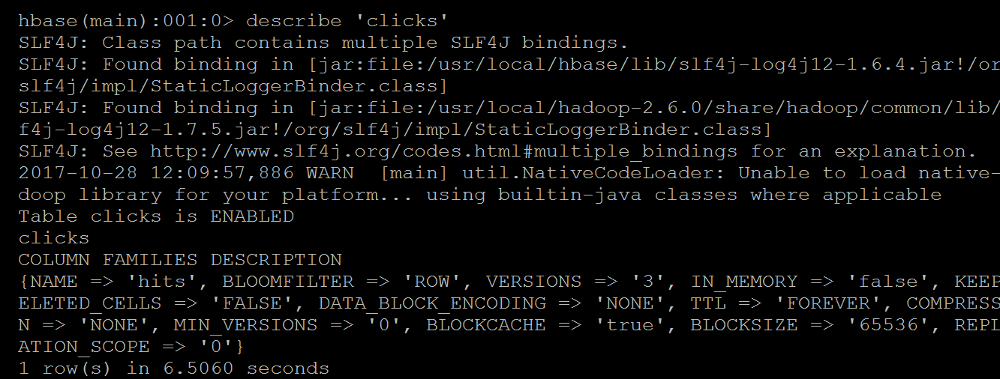 hbase(main):001:0> describe 'clicks'
SLF4J: Class path contains multiple SLF4J bindings.
SLF4J: Found binding in [jar:file:/usr/local/hbase/lib/slf4j-log4j12-1.6.4.jar!/or
slf4j/impl/StaticLoggerBinder.class]
SLF4J: Found binding in [jar:file:/usr/local/hadoop-2.6.0/share/hadoop/common/lib/
f4j-log4j12-1.7.5.jar!/org/slf4j/impl/StaticLoggerBinder.class]
SLF4J: See http://www.slf4j.org/codes.html#multiple_bindings for an explanation.
2017-10-28 12:09:57,886 WARN  [main] util.NativeCodeLoader: Unable to load native-
doop library for your platform... using builtin-java classes where applicable
Table clicks is ENABLED
clicks
COLUMN FAMILIES DESCRIPTION
{NAME => 'hits', BLOOMFILTER => 'ROW', VERSIONS => '3', IN_MEMORY => 'false', KEEP
ELETED_CELLS => 'FALSE', DATA_BLOCK_ENCODING => 'NONE', TTL => 'FOREVER', COMPRESS
N => 'NONE', MIN_VERSIONS => '0', BLOCKCACHE => 'true', BLOCKSIZE => '65536', REPL
ATION_SCOPE => '0'}
1 row(s) in 6.5060 seconds